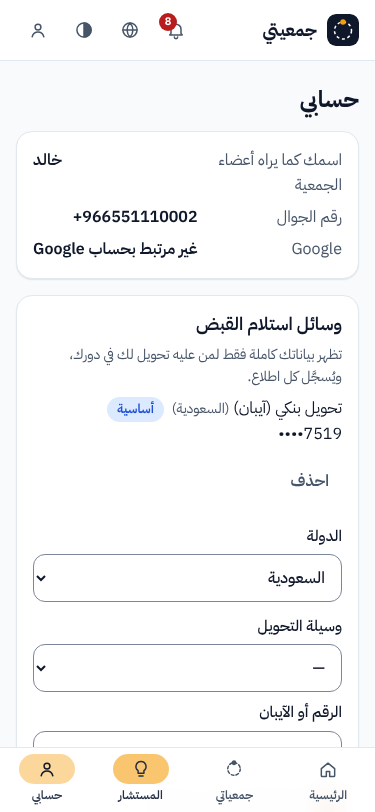 جمعيتي
8
حسابي
اسمك كما يراه أعضاء الجمعية
خالد
رقم الجوال
+966551110002
Google
غير مرتبط بحساب Google
وسائل استلام القبض
تظهر بياناتك كاملة فقط لمن عليه تحويل لك في دورك،
ويُسجَّل كل اطلاع.
تحويل بنكي (آيبان) (السعودية) أساسية
••••7519
احذف
الدولة
السعودية
وسيلة التحويل
—
الرقم أو الآيبان
الرئيسية
جمعياتي
المستشار
حسابي